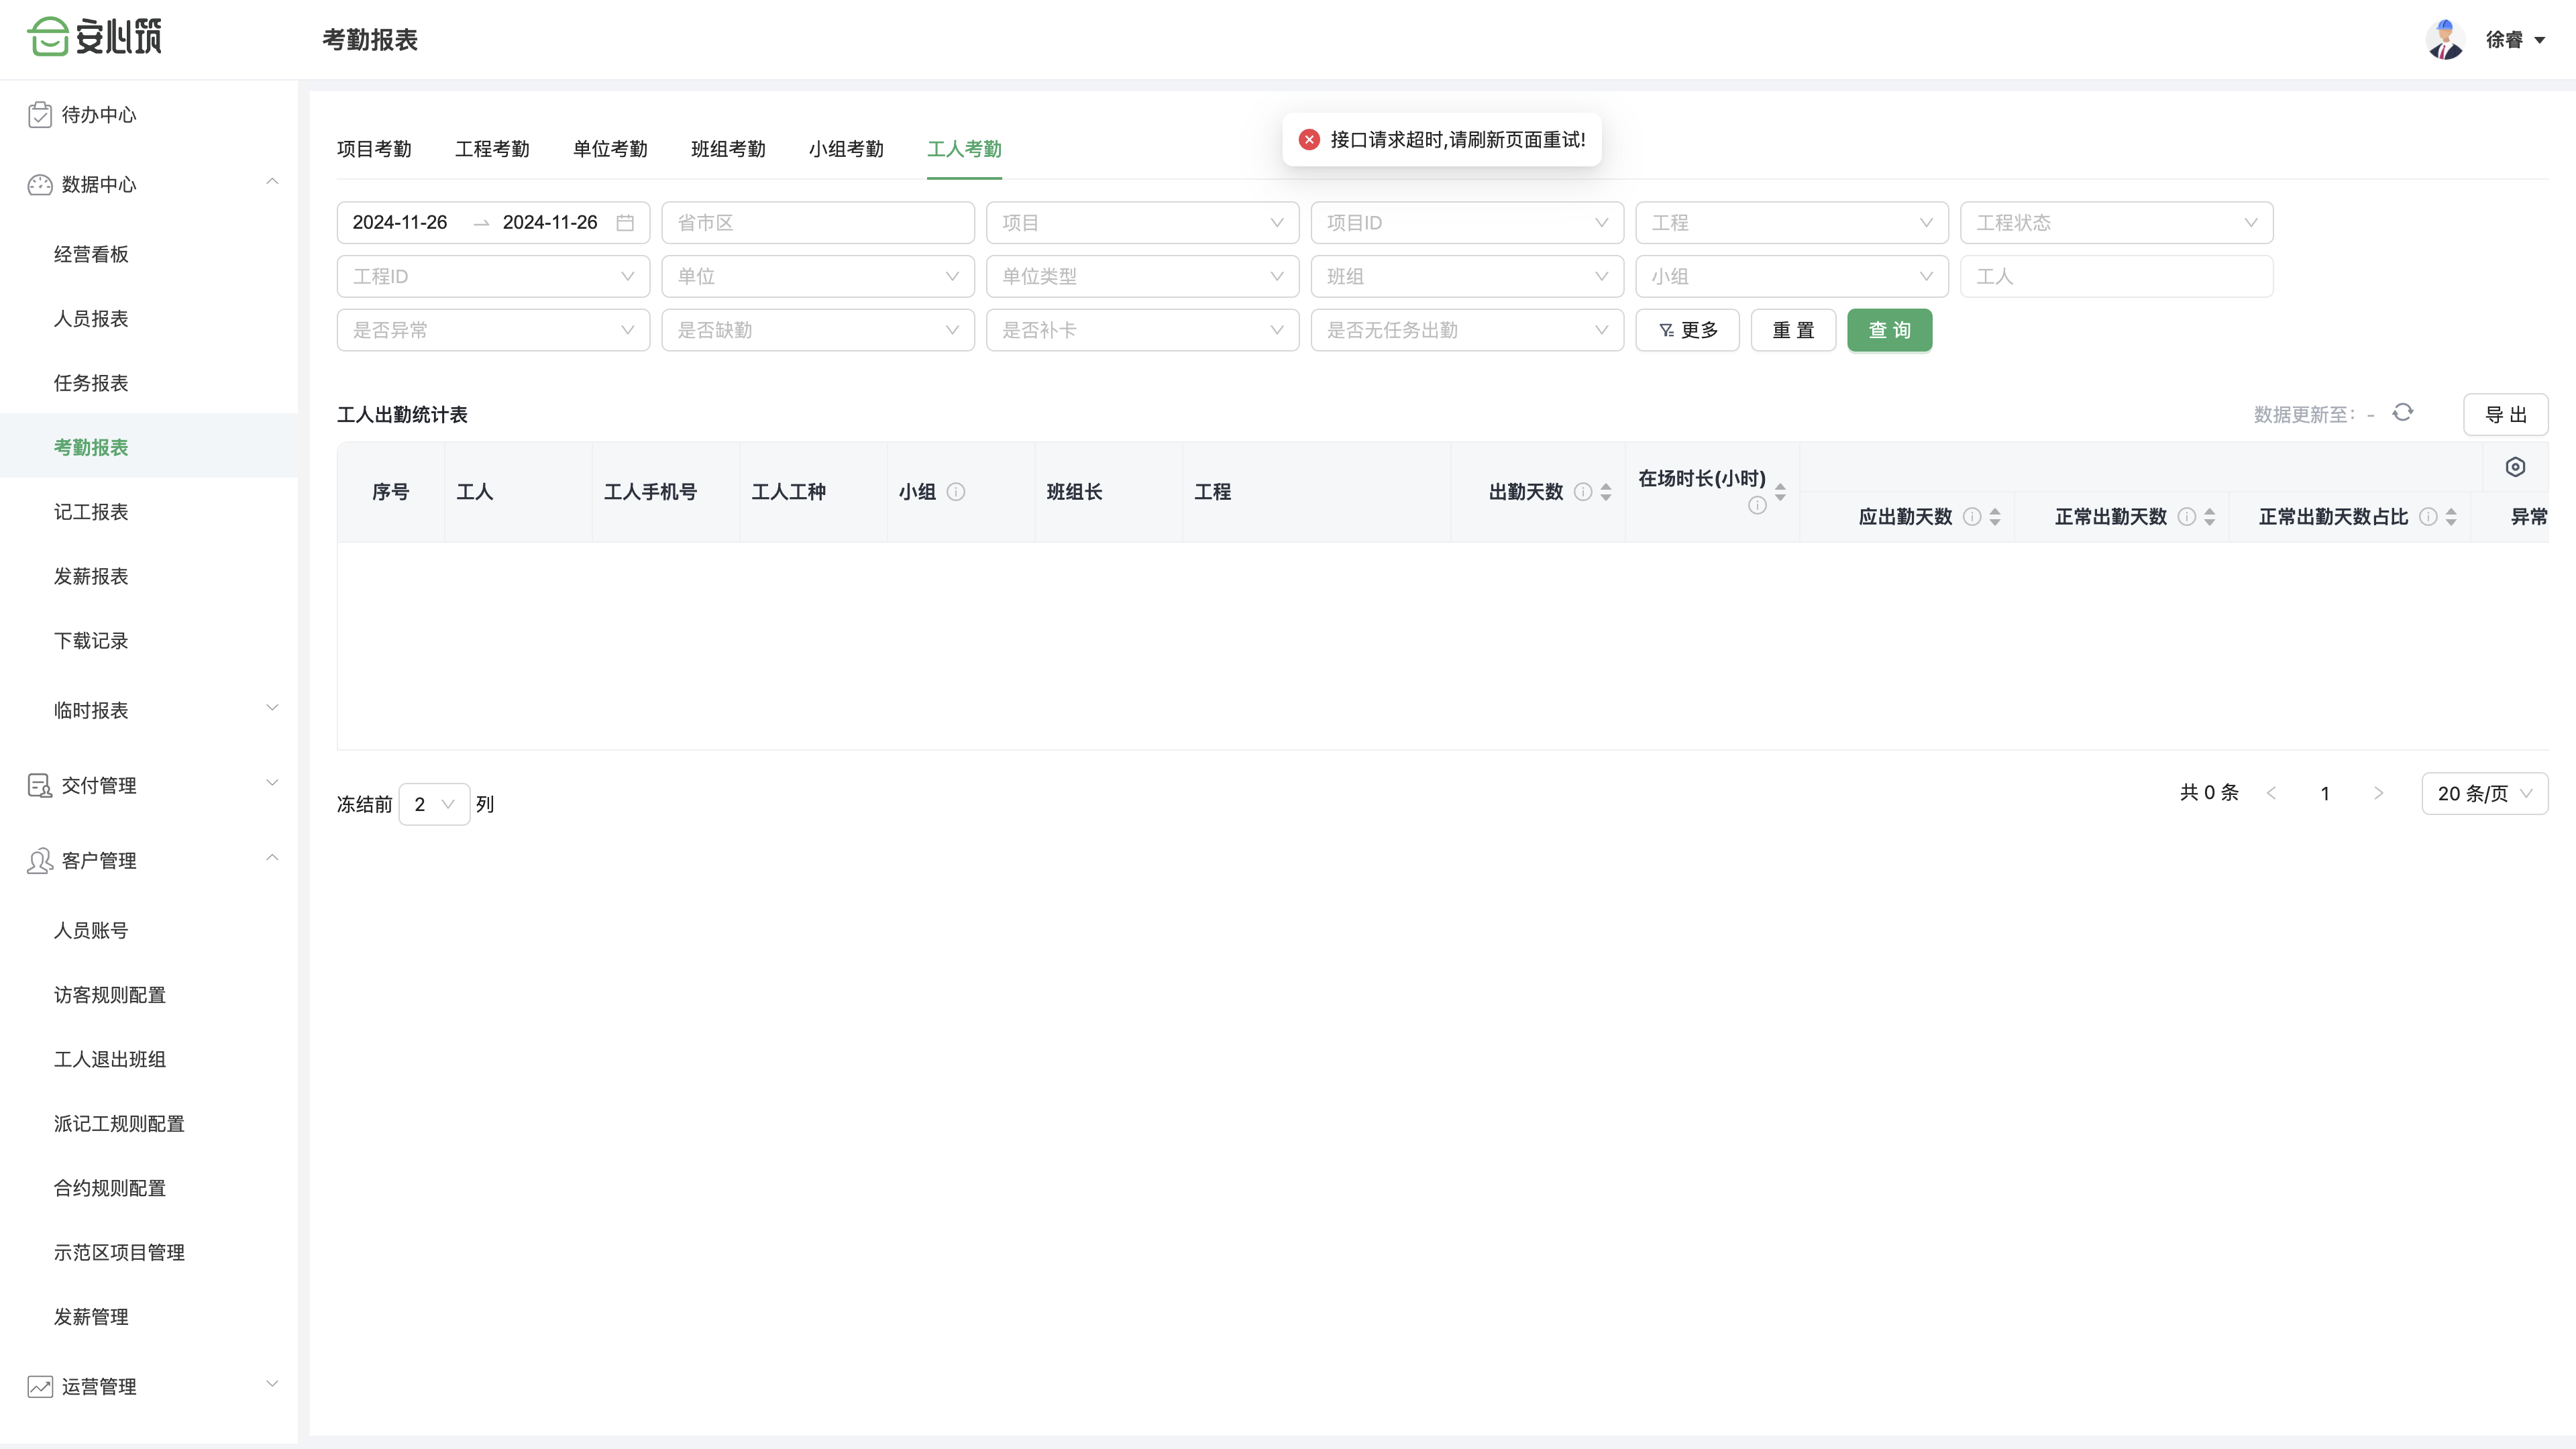 安心筑
考勤报表
徐睿
待办中心
数据中心
经营看板
人员报表
任务报表
考勤报表
记工报表
发薪报表
下载记录
临时报表
交付管理
客户管理
人员账号
访客规则配置
工人退出班组
派记工规则配置
合约规则配置
示范区项目管理
发薪管理
运营管理
项目考勤 工程考勤 单位考勤 班组考勤 小组考勤 工人考勤
接口请求超时,请刷新页面重试!
2024-11-26 → 2024-11-26 省市区 项目 项目ID 工程 工程状态
工程ID 单位 单位类型 班组 小组 工人
是否异常 是否缺勤 是否补卡 是否无任务出勤 更多 重 置 查 询
工人出勤统计表 数据更新至: - 导 出
序号 工人 工人手机号 工人工种 小组 班组长 工程 出勤天数 在场时长(小时)
应出勤天数 正常出勤天数 正常出勤天数占比 异常
冻结前 2 列
共 0 条 < 1 > 20 条/页